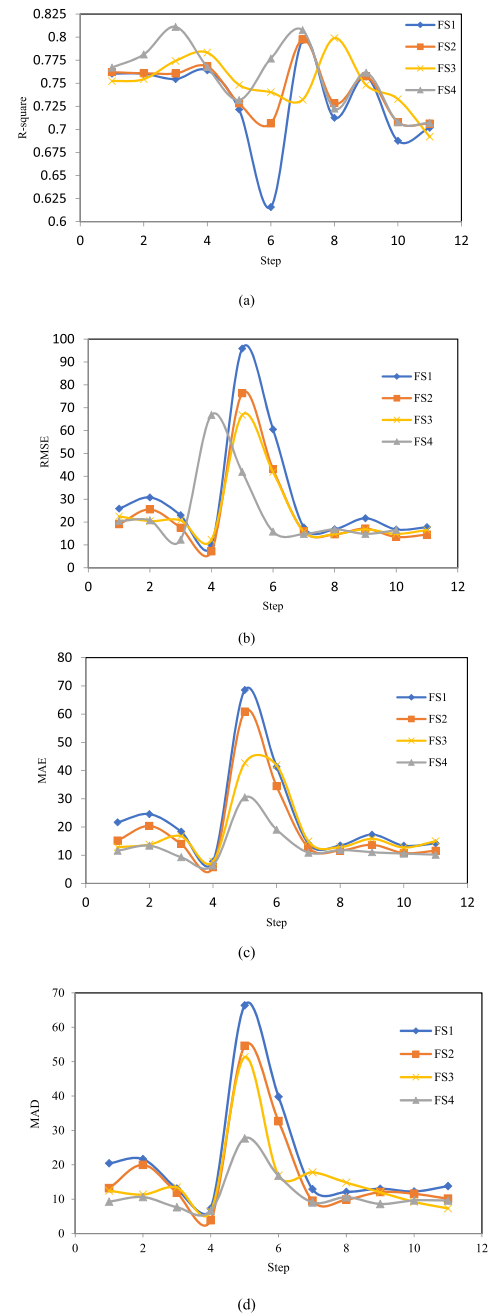 0.825
0.8
0.775
0.75
0.725
0.7
0.675
0.65
0.625
0.6
R-square
FS1
FS2
FS3
FS4
0 2 4 6 8 10 12
Step
(a)
100
90
80
70
60
50
40
30
20
10
0
RMSE
FS1
FS2
FS3
FS4
0 2 4 6 8 10 12
Step
(b)
80
70
60
50
40
30
20
10
0
MAE
FS1
FS2
FS3
FS4
0 2 4 6 8 10 12
Step
(c)
70
60
50
40
30
20
10
0
MAD
FS1
FS2
FS3
FS4
0 2 4 6 8 10 12
Step
(d)